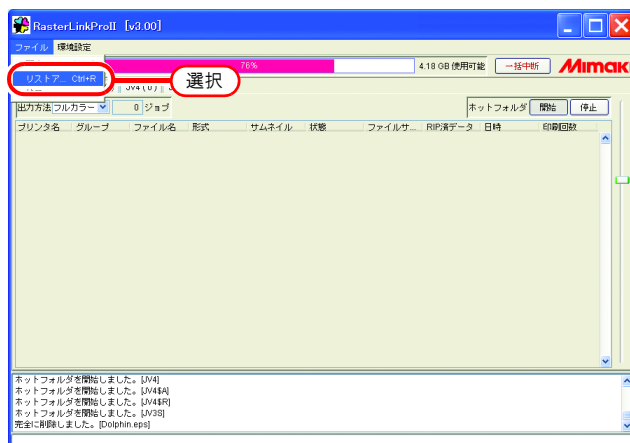 RasterLinkProII [v3.00]
ファイル 環境設定
76%
4.18 GB 使用可能
一括中断
Mimaki
リストア... Ctrl+R
選択
JV4 ( U )
出力方法 フルカラー 0 ジョブ
ホットフォルダ 開始 停止
プリンタ名 グループ ファイル名 形式 サムネイル 状態 ファイルサ... RIP済データ 日時 印刷回数
ホットフォルダを開始しました。[JV4]
ホットフォルダを開始しました。[JV4$A]
ホットフォルダを開始しました。[JV4$R]
ホットフォルダを開始しました。[JV3S]
完全に削除しました。[Dolphin.eps]